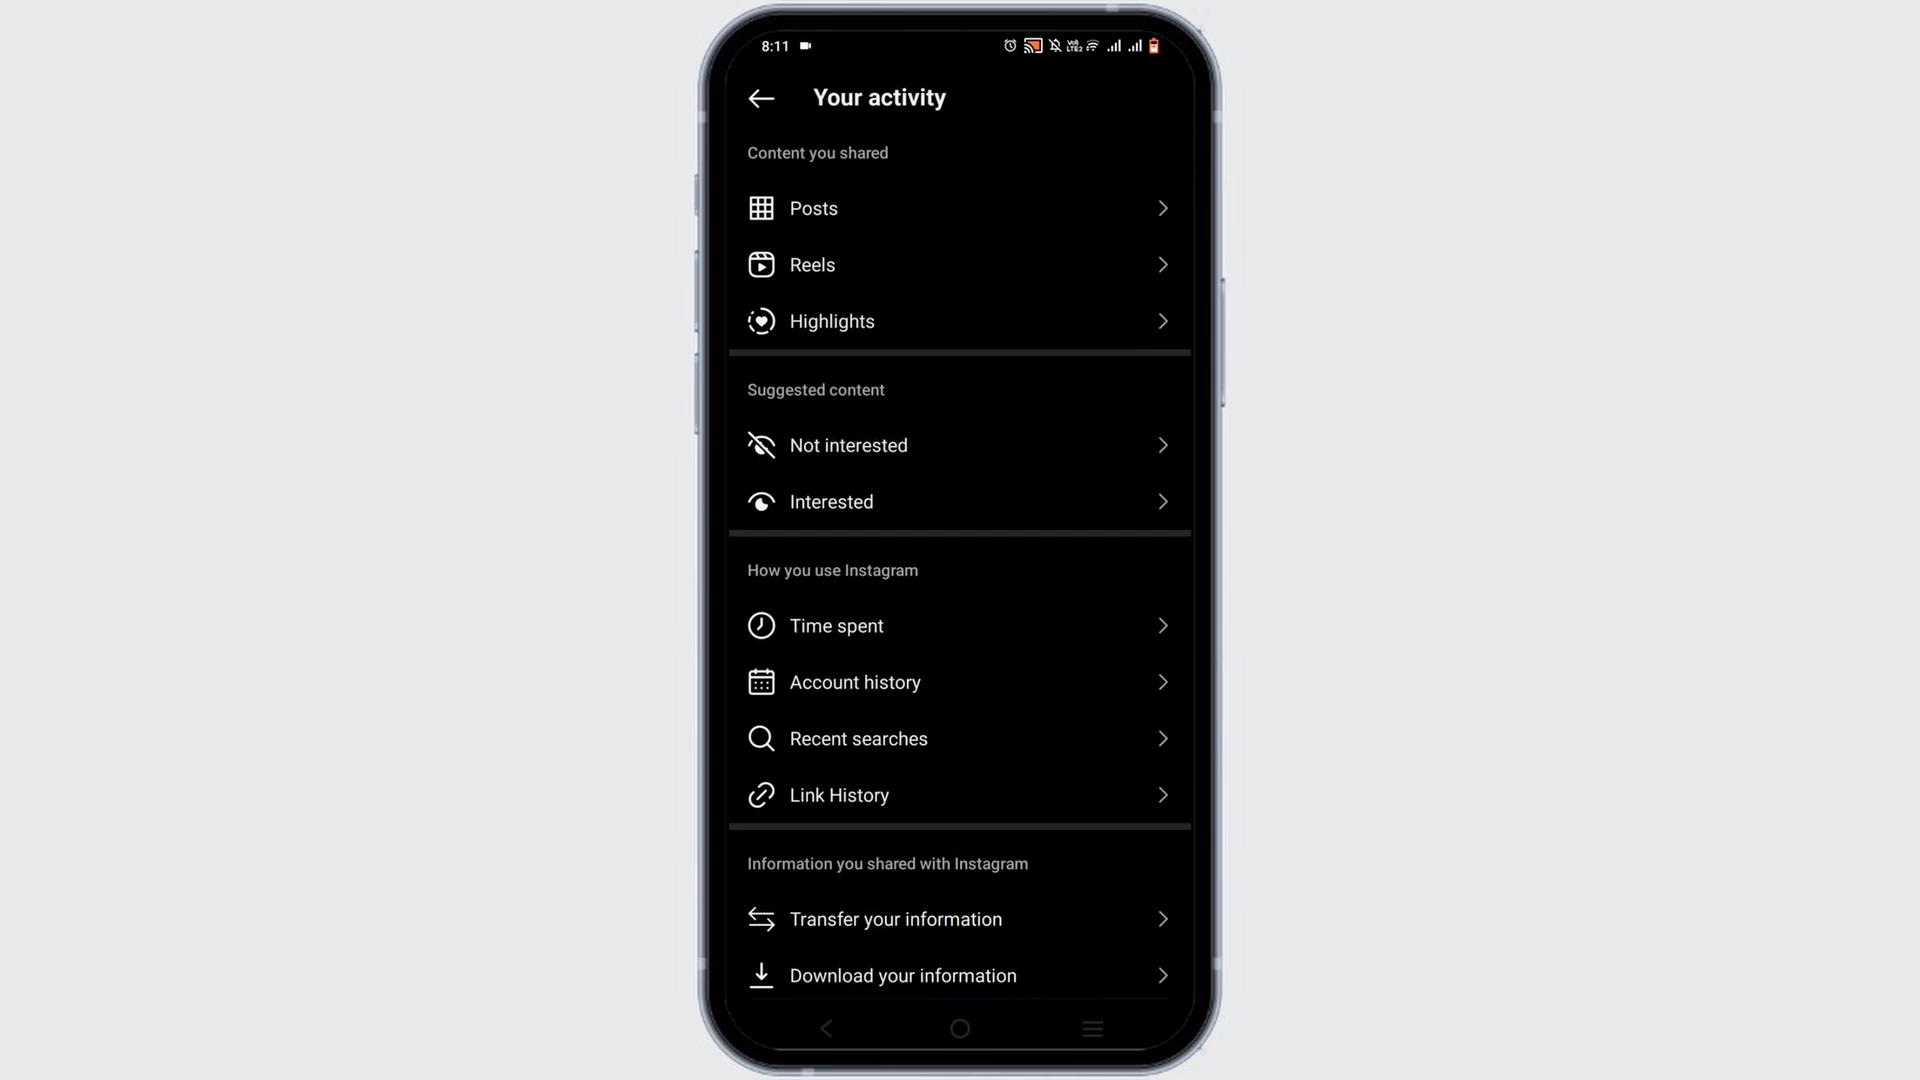 8:11
Your activity
Content you shared
Posts
Reels
Highlights
Suggested content
Not interested
Interested
How you use Instagram
Time spent
Account history
Recent searches
Link History
Information you shared with Instagram
Transfer your information
Download your information